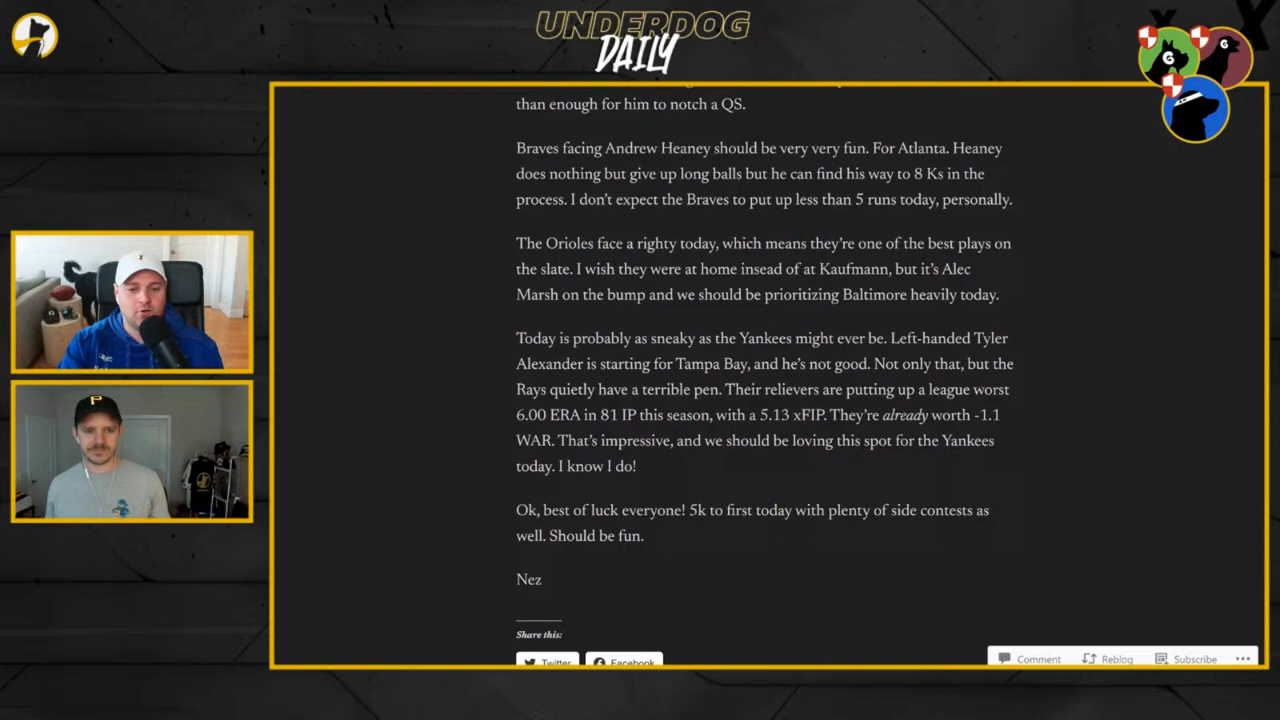 UNDERDOG
DAILY
than enough for him to notch a QS.
Braves facing Andrew Heaney should be very very fun. For Atlanta. Heaney
does nothing but give up long balls but he can find his way to 8 Ks in the
process. I don't expect the Braves to put up less than 5 runs today, personally.
The Orioles face a righty today, which means they're one of the best plays on
the slate. I wish they were at home insead of at Kaufmann, but it's Alec
Marsh on the bump and we should be prioritizing Baltimore heavily today.
Today is probably as sneaky as the Yankees might ever be. Left-handed Tyler
Alexander is starting for Tampa Bay, and he's not good. Not only that, but the
Rays quietly have a terrible pen. Their relievers are putting up a league worst
6.00 ERA in 81 IP this season, with a 5.13 xFIP. They're already worth -1.1
WAR. That's impressive, and we should be loving this spot for the Yankees
today. I know I do!
Ok, best of luck everyone! 5k to first today with plenty of side contests as
well. Should be fun.
Nez
Share this:
Twitter Facebook
Comment Reblog Subscribe
P
G G